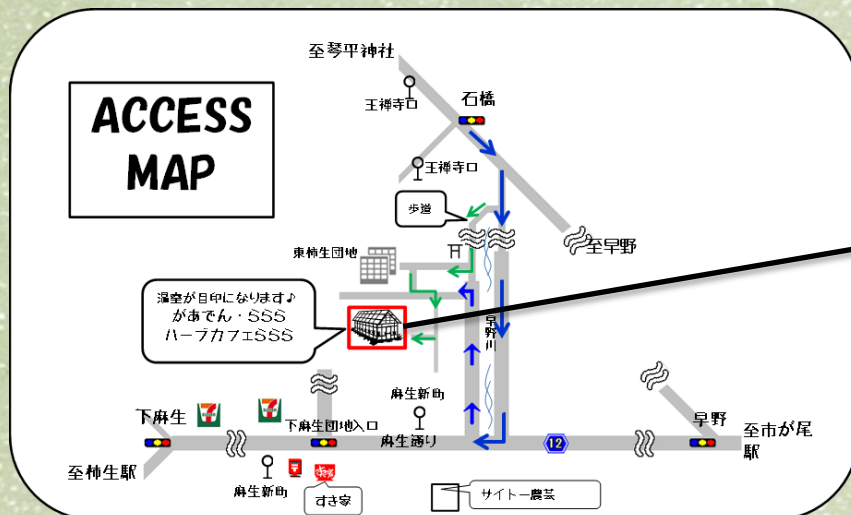 至琴平神社
ACCESS
MAP
王禅寺口
石橋
王禅寺口
歩道
至早野
東柿生団地
温室が目印になります♪
があでん・SSS
ハーブカフェSSS
早野川
麻生新町
下麻生
下麻生団地入口
麻生通り
12
早野
至市が尾
駅
至柿生駅
麻生新町
すき家
サイトー農芸